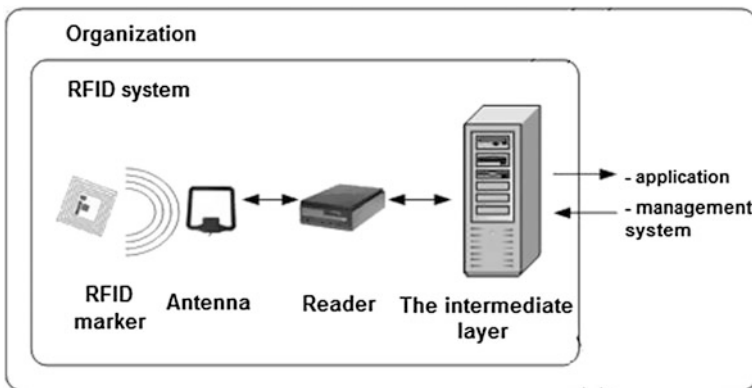 Organization
RFID system
- application
- management
system
RFID
marker
Antenna
Reader
The intermediate
layer